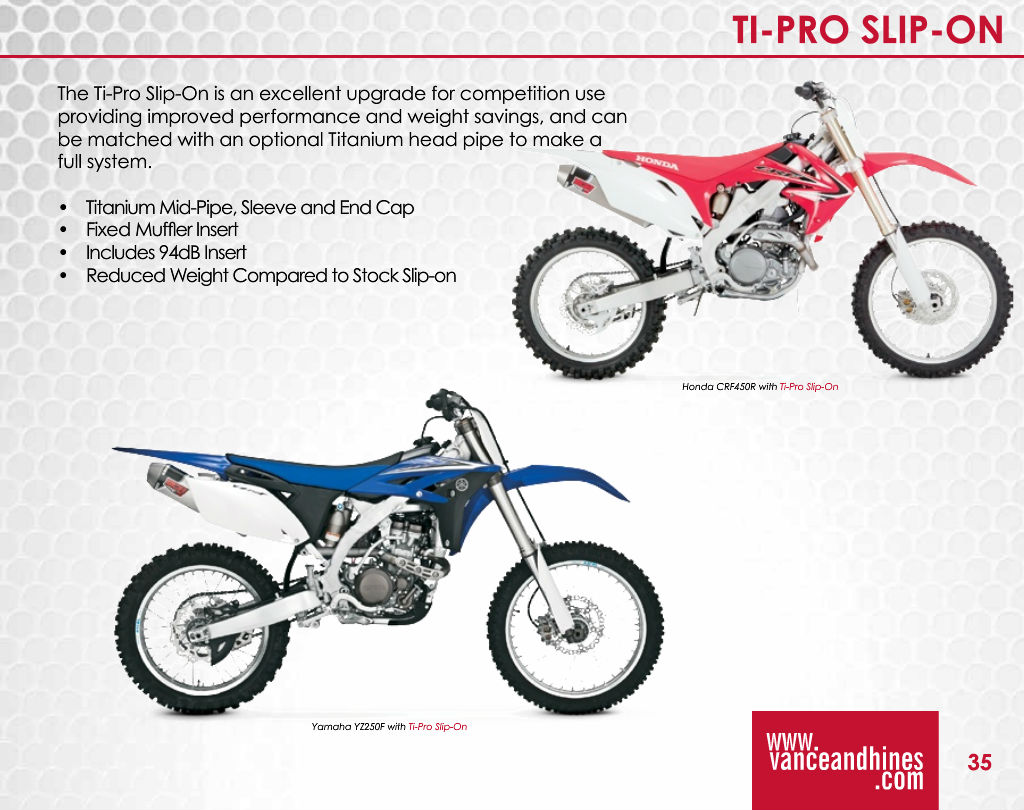 TI-PRO SLIP-ON
The Ti-Pro Slip-On is an excellent upgrade for competition use
providing improved performance and weight savings, and can
be matched with an optional Titanium head pipe to make a
full system.
• Titanium Mid-Pipe, Sleeve and End Cap
• Fixed Muffler Insert
• Includes 94dB Insert
• Reduced Weight Compared to Stock Slip-on
HONDA
Honda CRF450R with Ti-Pro Slip-On
Yamaha YZ250F with Ti-Pro Slip-On
www.
vanceandhines
.com
35